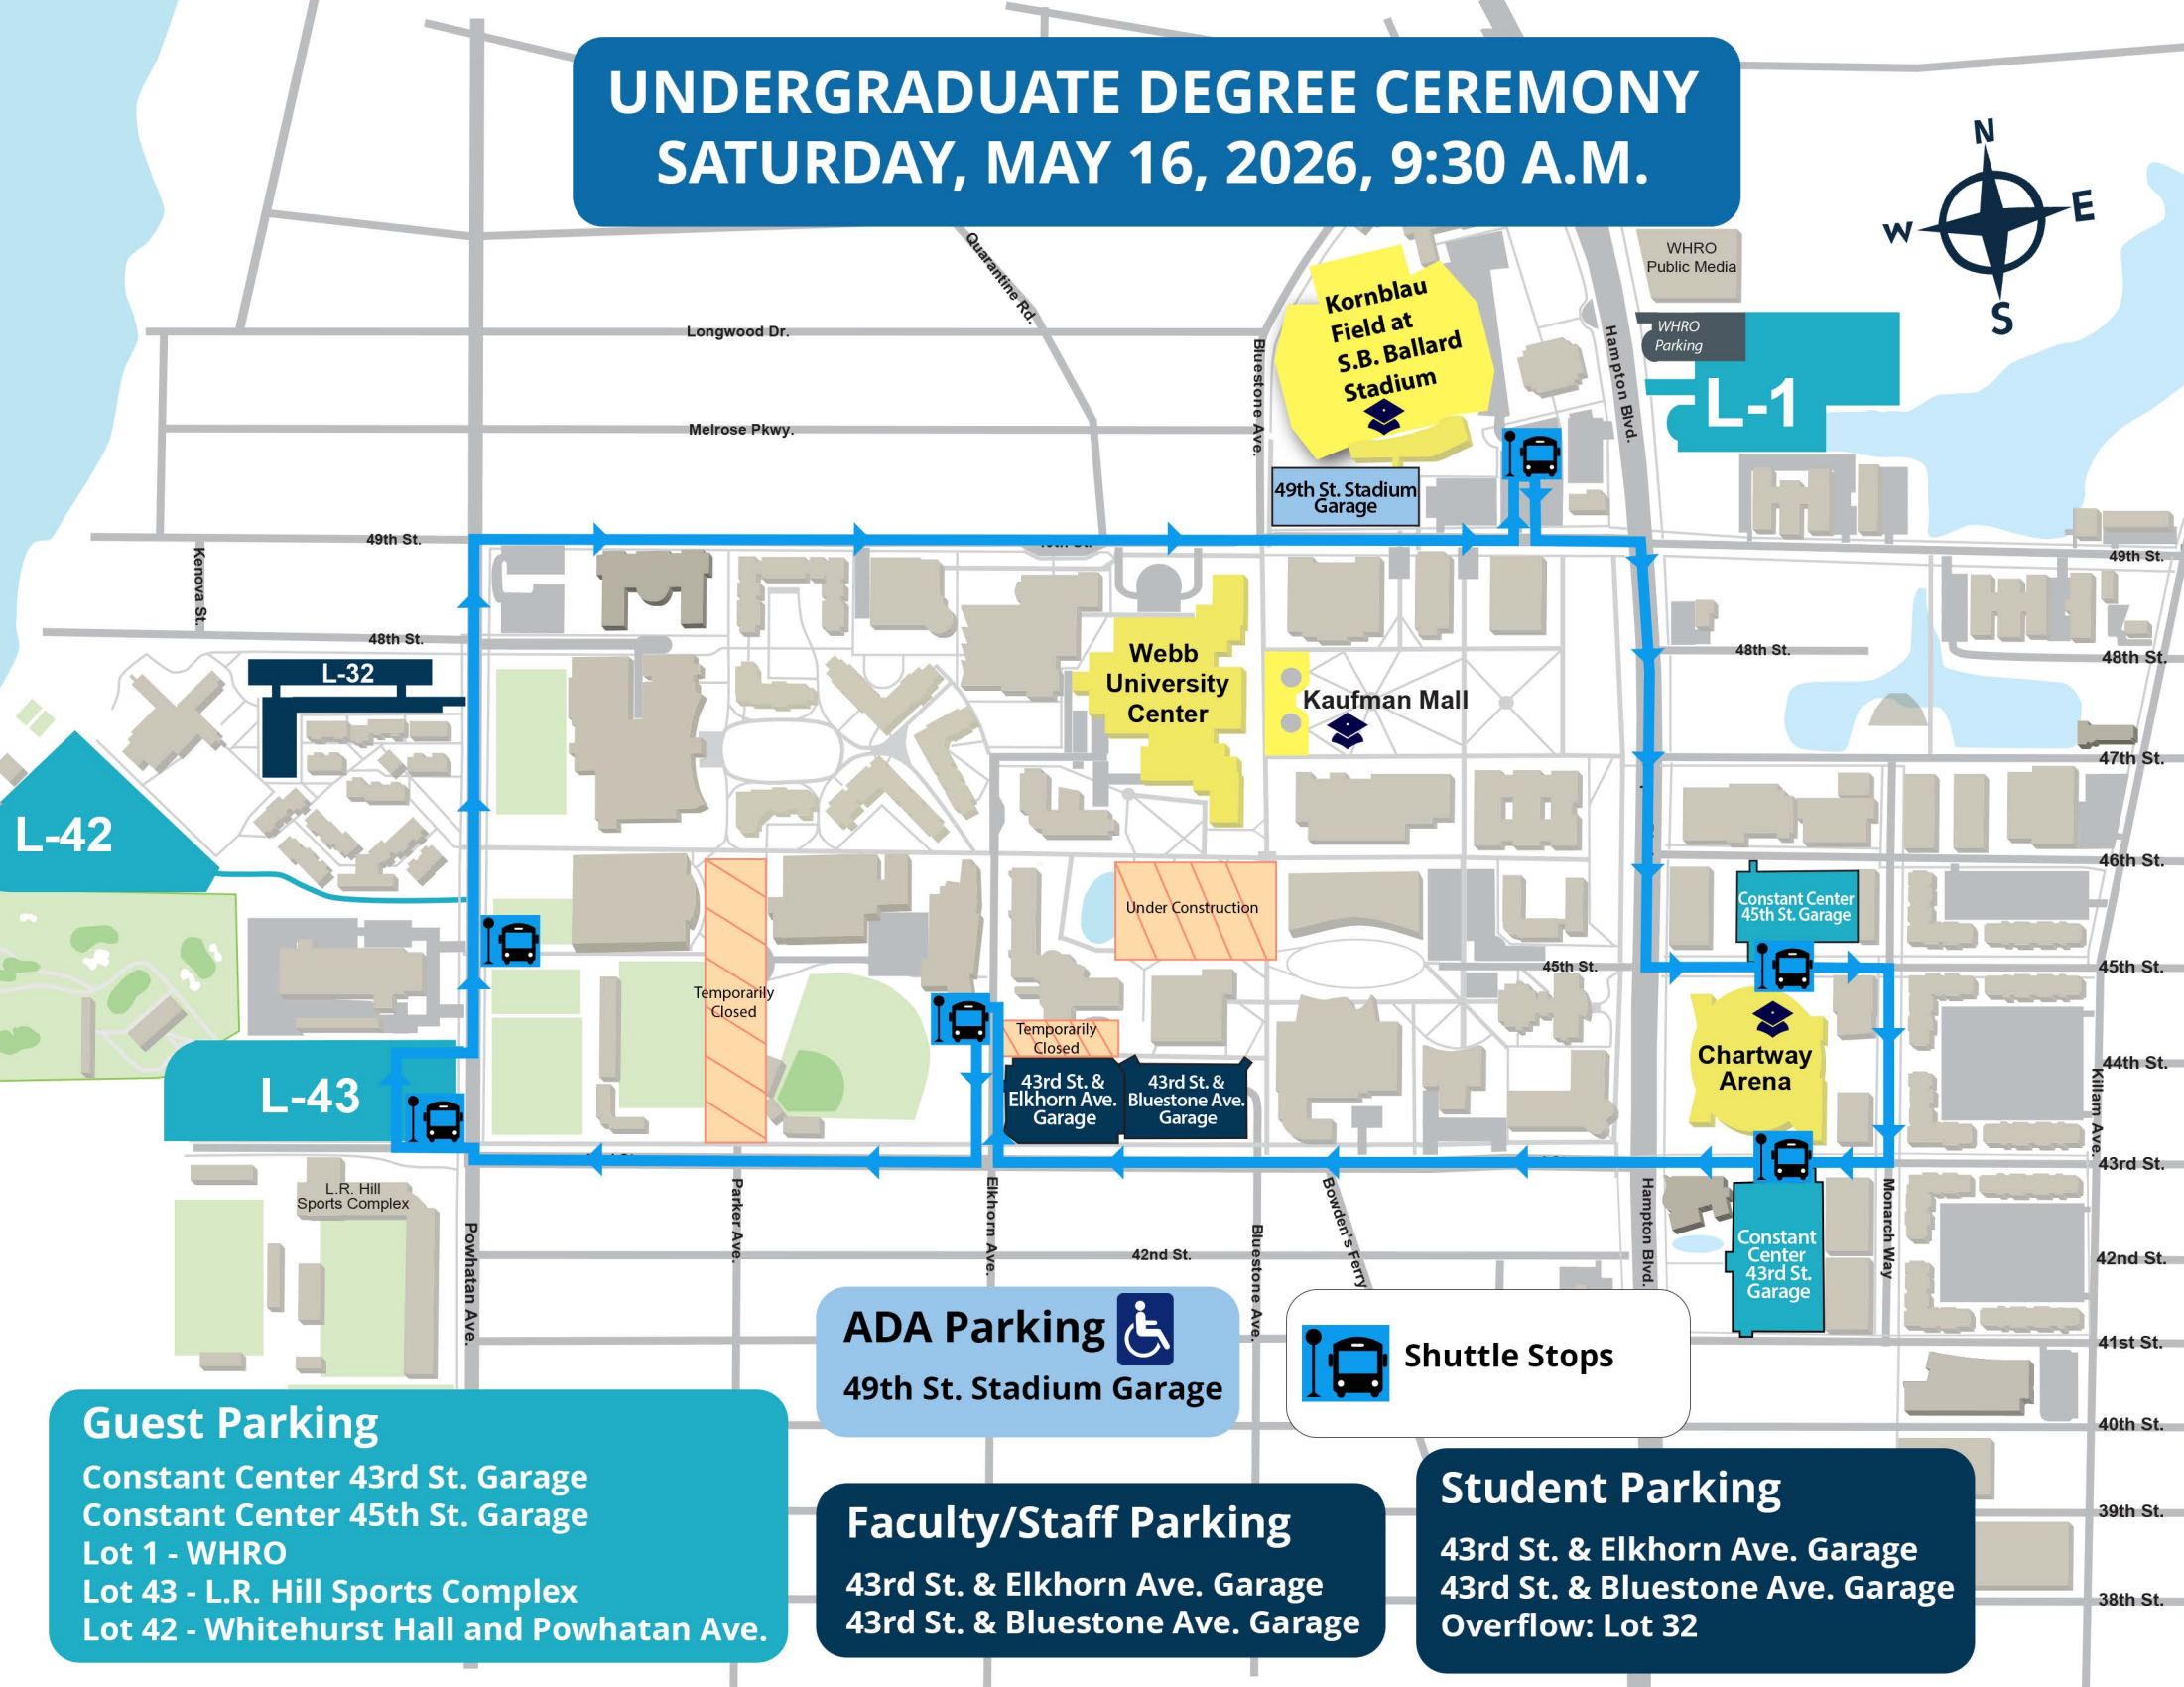 UNDERGRADUATE DEGREE CEREMONY
SATURDAY, MAY 16, 2026, 9:30 A.M.
N
W
E
S
WHRO
Public Media
WHRO
Parking
L-1
Quarantine Rd.
Kornblau
Field at
S.B. Ballard
Stadium
Hampton Blvd.
Longwood Dr.
Bluestone Ave.
Melrose Pkwy.
49th St. Stadium
Garage
49th St.
49th St.
Kenova St.
48th St.
48th St.
48th St.
L-32
Webb
University
Center
Kaufman Mall
47th St.
L-42
46th St.
Under Construction
Constant Center
45th St. Garage
45th St.
45th St.
Temporarily
Closed
Temporarily
Closed
Chartway
Arena
44th St.
Killam Ave.
L-43
43rd St. &
Elkhorn Ave.
Garage
43rd St. &
Bluestone Ave.
Garage
43rd St.
L.R. Hill
Sports Complex
Powhatan Ave.
Parker Ave.
Elkhorn Ave.
Bluestone Ave.
Bowden's Ferry
Hampton Blvd.
Monarch Way
Constant
Center
43rd St.
Garage
42nd St.
42nd St.
41st St.
40th St.
39th St.
38th St.
ADA Parking
49th St. Stadium Garage
Shuttle Stops
Guest Parking
Constant Center 43rd St. Garage
Constant Center 45th St. Garage
Lot 1 - WHRO
Lot 43 - L.R. Hill Sports Complex
Lot 42 - Whitehurst Hall and Powhatan Ave.
Faculty/Staff Parking
43rd St. & Elkhorn Ave. Garage
43rd St. & Bluestone Ave. Garage
Student Parking
43rd St. & Elkhorn Ave. Garage
43rd St. & Bluestone Ave. Garage
Overflow: Lot 32